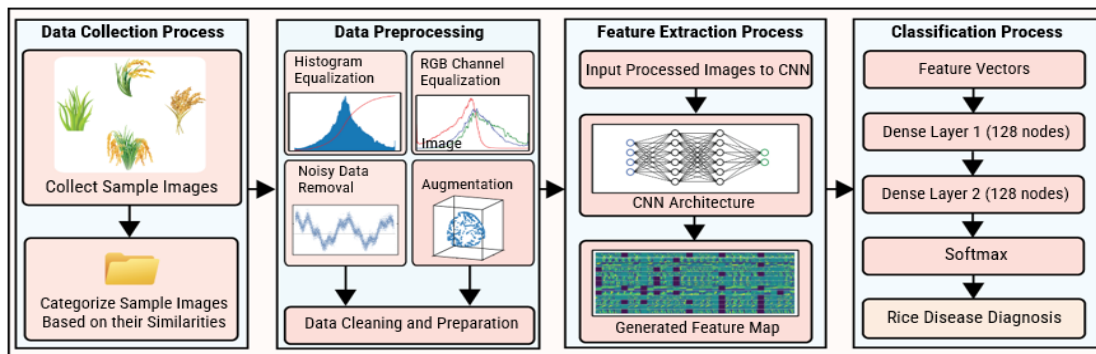 Data Collection Process
Collect Sample Images
Categorize Sample Images
Based on their Similarities
Data Preprocessing
Histogram
Equalization
RGB Channel
Equalization
Image
Noisy Data
Removal
Augmentation
Data Cleaning and Preparation
Feature Extraction Process
Input Processed Images to CNN
CNN Architecture
Generated Feature Map
Classification Process
Feature Vectors
Dense Layer 1 (128 nodes)
Dense Layer 2 (128 nodes)
Softmax
Rice Disease Diagnosis